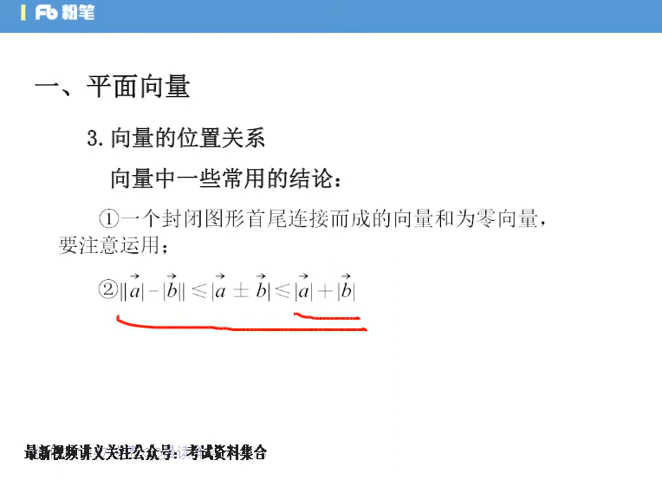 Fb 粉笔
一、平面向量
3.向量的位置关系
向量中一些常用的结论：
①一个封闭图形首尾连接而成的向量和为零向量，
要注意运用；
②||a⃗|-|b⃗||≤|a⃗±b⃗|≤|a⃗|+|b⃗|
最新视频讲义关注公众号：考试资料集合